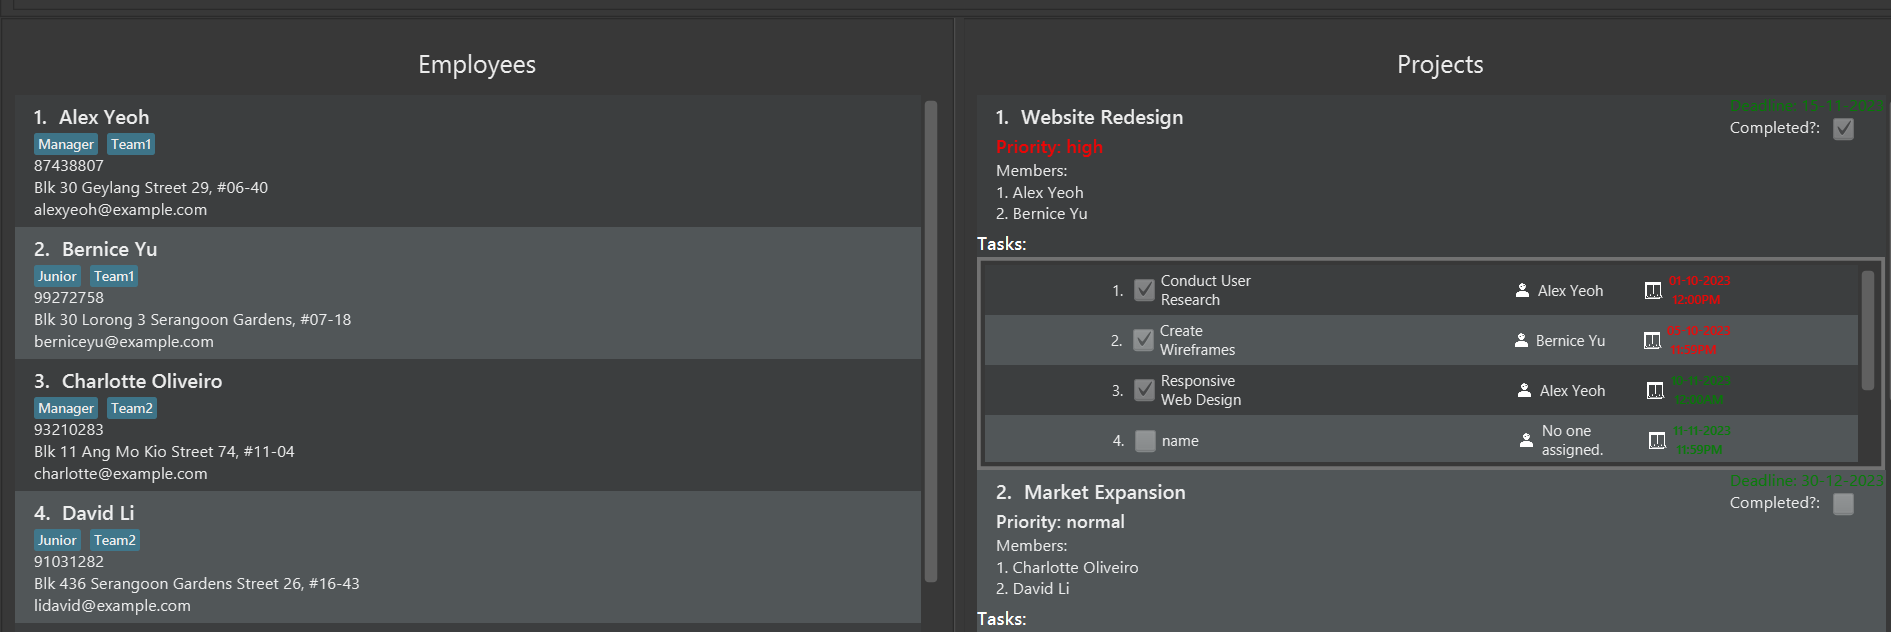 Employees
1. Alex Yeoh
Manager Team1
87438807
Blk 30 Geylang Street 29, #06-40
alexyeoh@example.com
2. Bernice Yu
Junior Team1
99272758
Blk 30 Lorong 3 Serangoon Gardens, #07-18
berniceyu@example.com
3. Charlotte Oliveiro
Manager Team2
93210283
Blk 11 Ang Mo Kio Street 74, #11-04
charlotte@example.com
4. David Li
Junior Team2
91031282
Blk 436 Serangoon Gardens Street 26, #16-43
lidavid@example.com
Projects
1. Website Redesign
Deadline: 15-11-2023
Completed?:
Priority: high
Members:
1. Alex Yeoh
2. Bernice Yu
Tasks:
1. Conduct User
Research
Alex Yeoh
01-10-2023
12:00PM
2. Create
Wireframes
Bernice Yu
05-10-2023
11:59PM
3. Responsive
Web Design
Alex Yeoh
10-11-2023
12:00AM
4. name
No one
assigned.
11-11-2023
11:59PM
2. Market Expansion
Deadline: 30-12-2023
Completed?:
Priority: normal
Members:
1. Charlotte Oliveiro
2. David Li
Tasks: